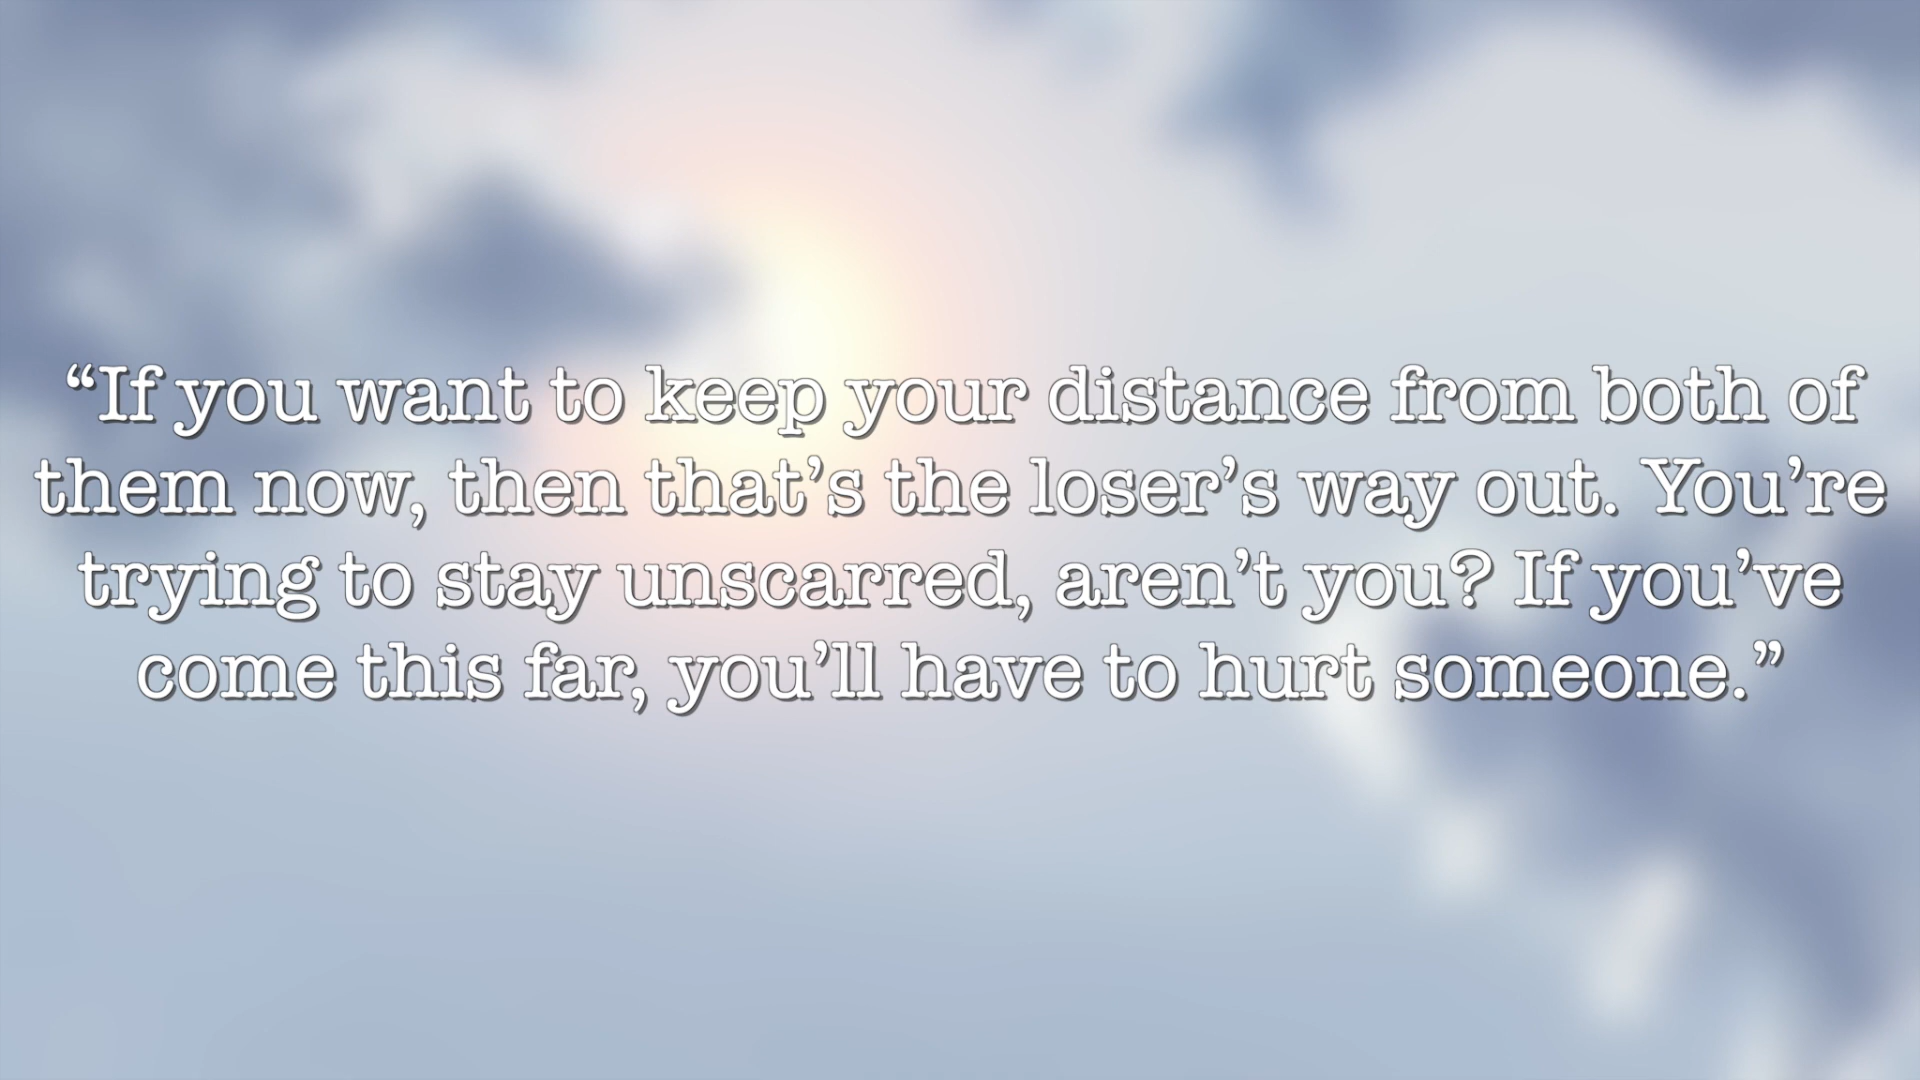 “If you want to keep your distance from both of
them now, then that’s the loser’s way out. You’re
trying to stay unscarred, aren’t you? If you’ve
come this far, you’ll have to hurt someone.”